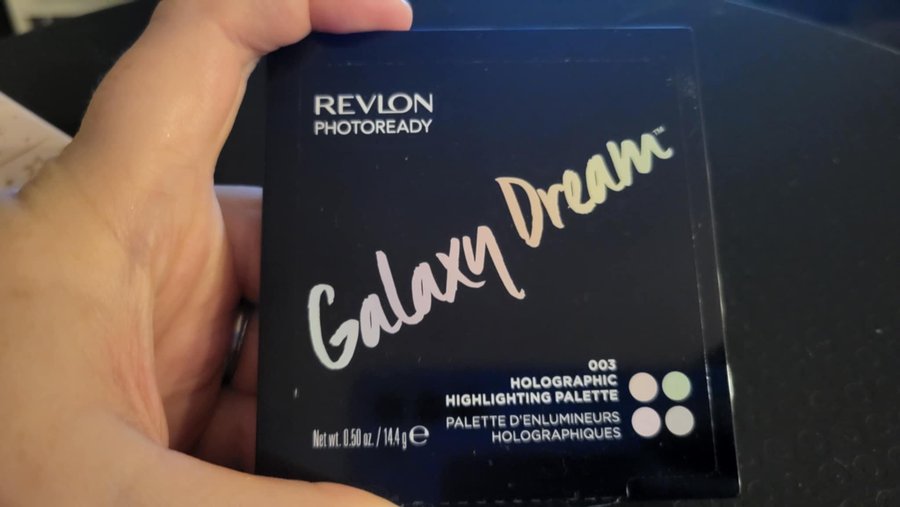 REVLON
PHOTOREADY
Galaxy Dream™
003
HOLOGRAPHIC
HIGHLIGHTING PALETTE
PALETTE D'ENLUMINEURS
HOLOGRAPHIQUES
Net wt. 0.50 oz. / 14.4 g ℮